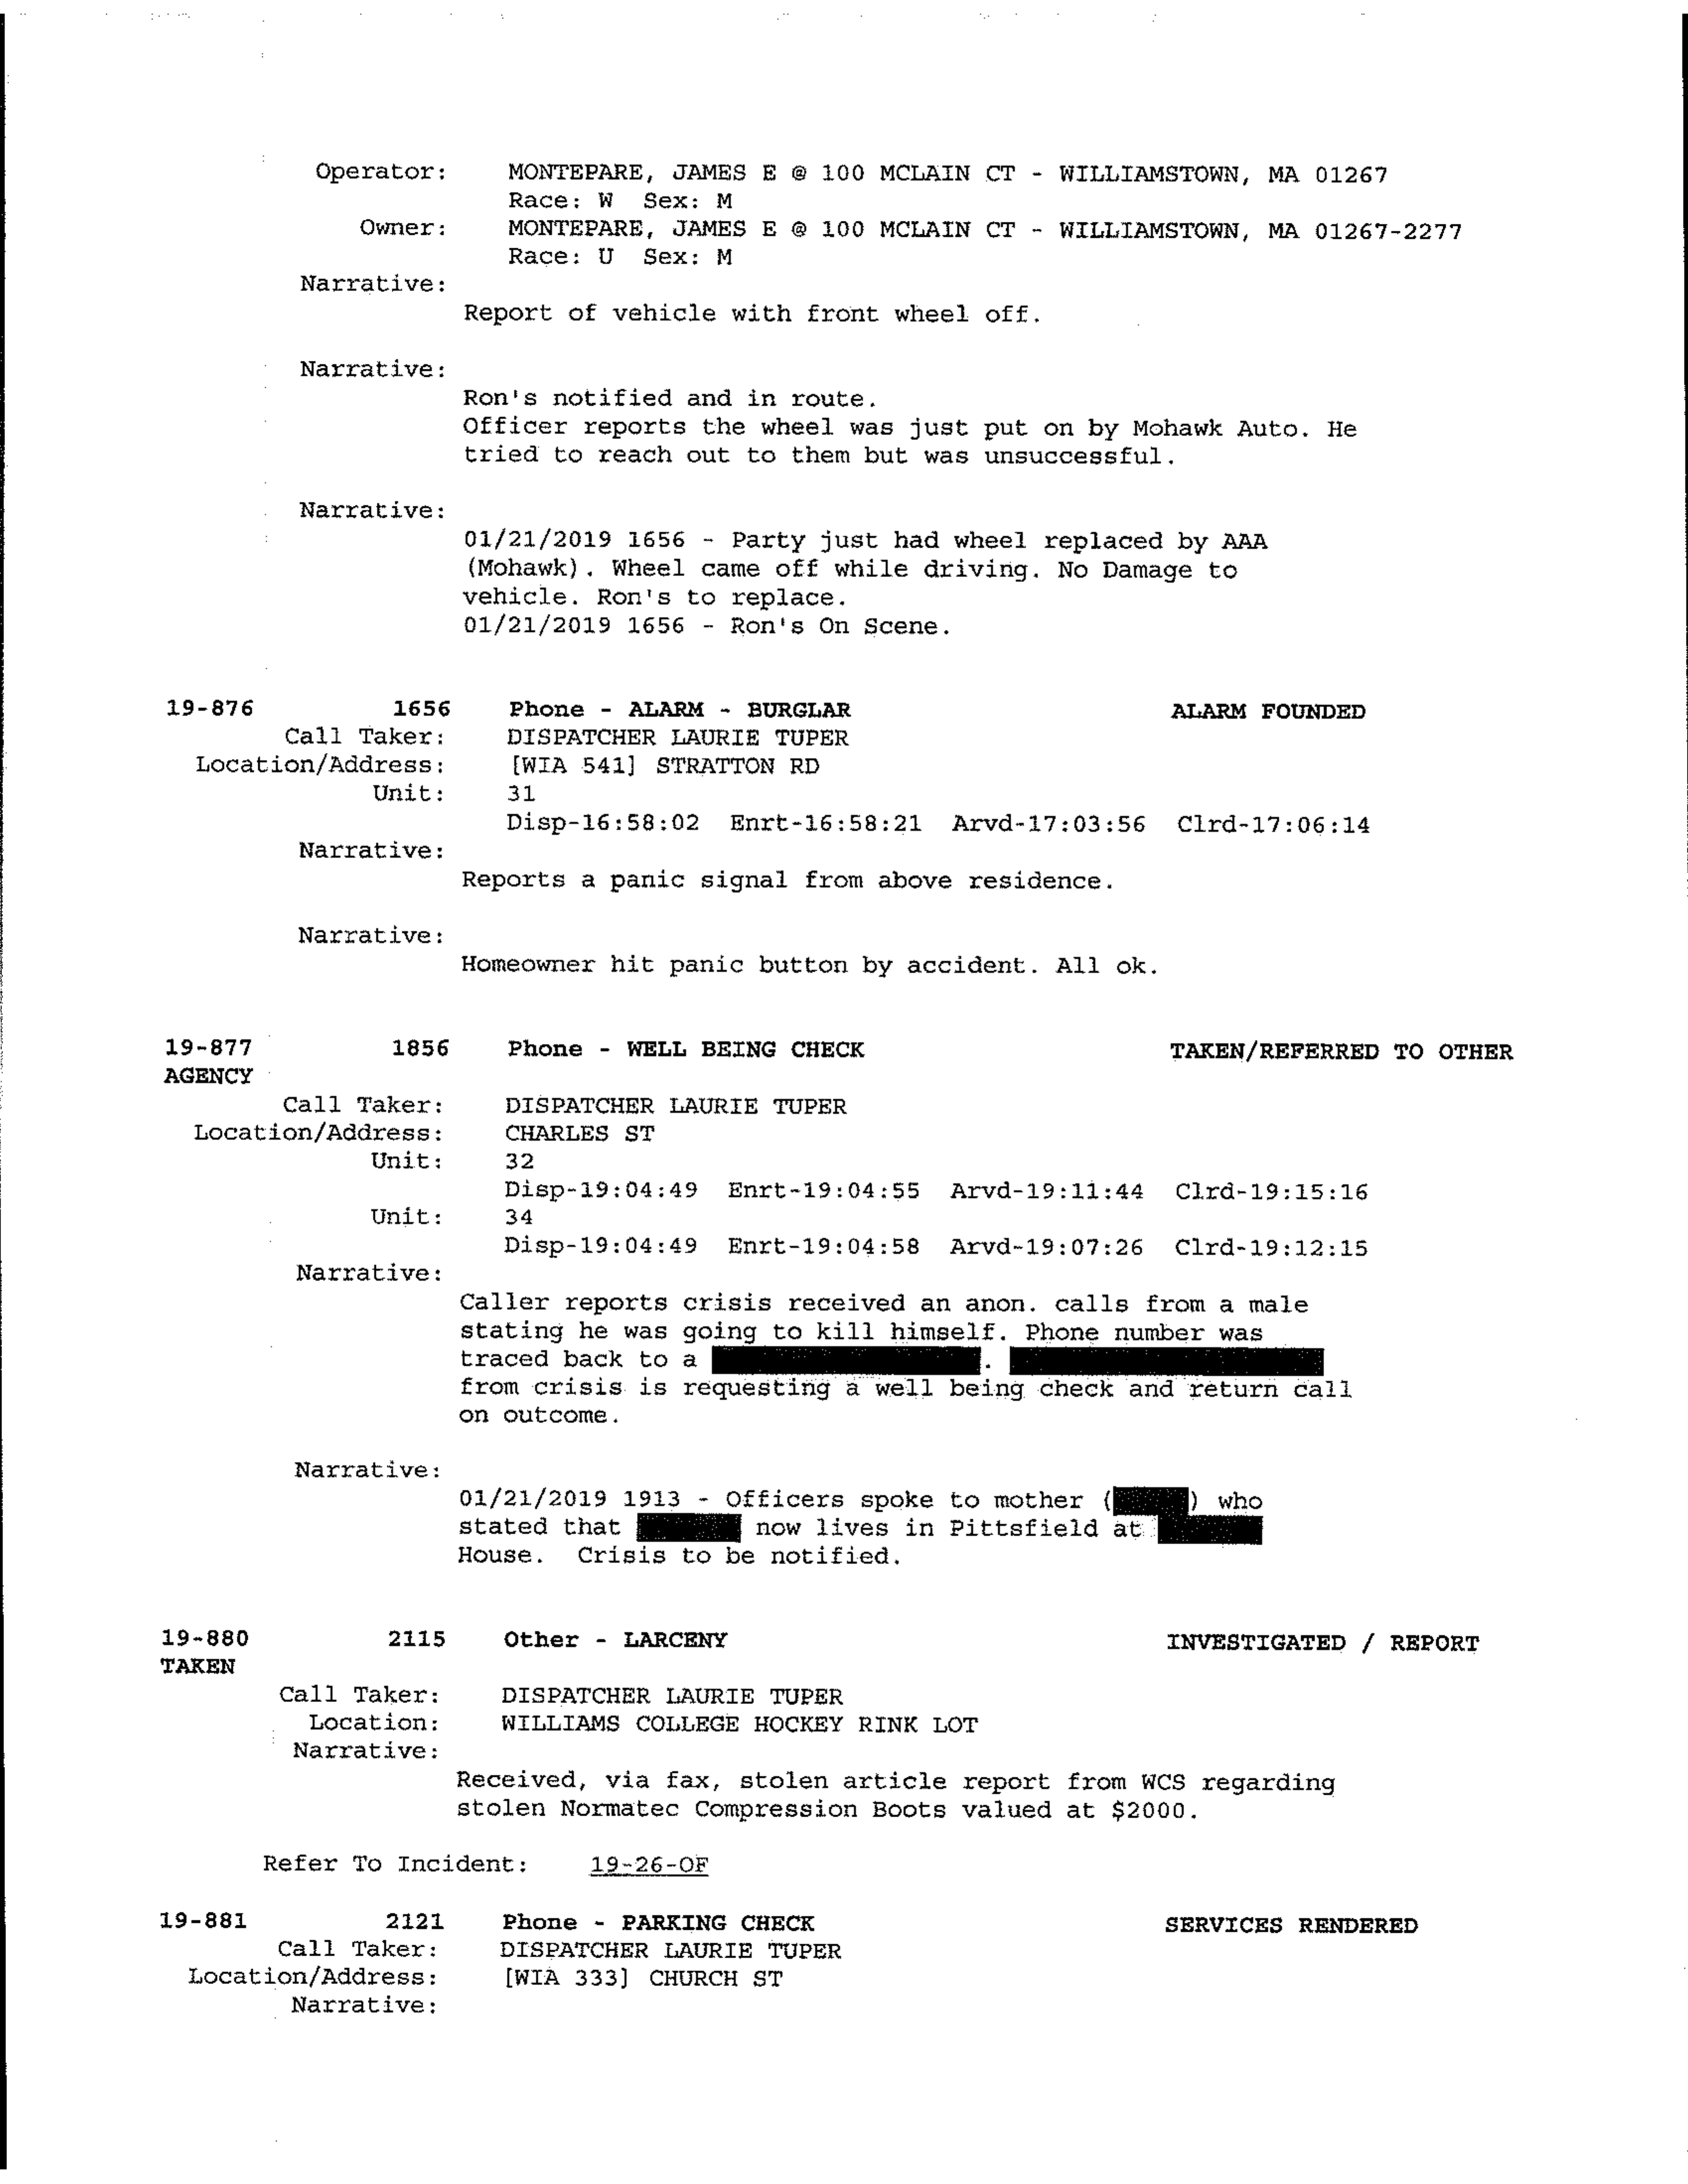 Operator: MONTEPARE, JAMES E @ 100 MCLAIN CT - WILLIAMSTOWN, MA 01267
Race: W Sex: M
Owner: MONTEPARE, JAMES E @ 100 MCLAIN CT - WILLIAMSTOWN, MA 01267-2277
Race: U Sex: M
Narrative:
Report of vehicle with front wheel off.
Narrative:
Ron's notified and in route.
Officer reports the wheel was just put on by Mohawk Auto. He
tried to reach out to them but was unsuccessful.
Narrative:
01/21/2019 1656 - Party just had wheel replaced by AAA
(Mohawk). Wheel came off while driving. No Damage to
vehicle. Ron's to replace.
01/21/2019 1656 - Ron's On Scene.
19-876 1656 Phone - ALARM - BURGLAR ALARM FOUNDED
Call Taker: DISPATCHER LAURIE TUPER
Location/Address: [WIA 541] STRATTON RD
Unit: 31
Disp-16:58:02 Enrt-16:58:21 Arvd-17:03:56 Clrd-17:06:14
Narrative:
Reports a panic signal from above residence.
Narrative:
Homeowner hit panic button by accident. All ok.
19-877 1856 Phone - WELL BEING CHECK TAKEN/REFERRED TO OTHER
AGENCY
Call Taker: DISPATCHER LAURIE TUPER
Location/Address: CHARLES ST
Unit: 32
Disp-19:04:49 Enrt-19:04:55 Arvd-19:11:44 Clrd-19:15:16
Unit: 34
Disp-19:04:49 Enrt-19:04:58 Arvd-19:07:26 Clrd-19:12:15
Narrative:
Caller reports crisis received an anon. calls from a male
stating he was going to kill himself. Phone number was
traced back to a .
from crisis is requesting a well being check and return call
on outcome.
Narrative:
01/21/2019 1913 - Officers spoke to mother ( ) who
stated that now lives in Pittsfield at
House. Crisis to be notified.
19-880 2115 Other - LARCENY INVESTIGATED / REPORT
TAKEN
Call Taker: DISPATCHER LAURIE TUPER
Location: WILLIAMS COLLEGE HOCKEY RINK LOT
Narrative:
Received, via fax, stolen article report from WCS regarding
stolen Normatec Compression Boots valued at $2000.
Refer To Incident: 19-26-OF
19-881 2121 Phone - PARKING CHECK SERVICES RENDERED
Call Taker: DISPATCHER LAURIE TUPER
Location/Address: [WIA 333] CHURCH ST
Narrative: